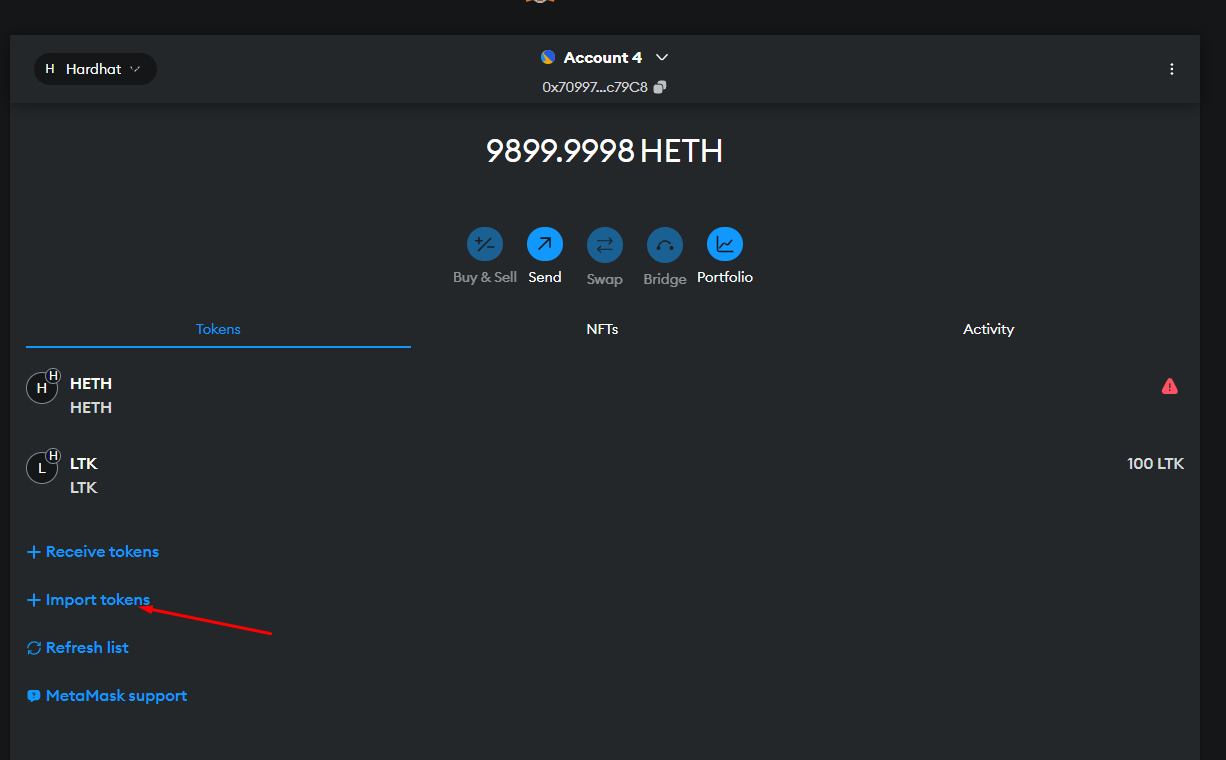 H Hardhat
Account 4
0x70997...c79C8
9899.9998 HETH
Buy & Sell Send Swap Bridge Portfolio
Tokens NFTs Activity
H H HETH
HETH
L H LTK 100 LTK
LTK
+ Receive tokens
+ Import tokens
Refresh list
MetaMask support